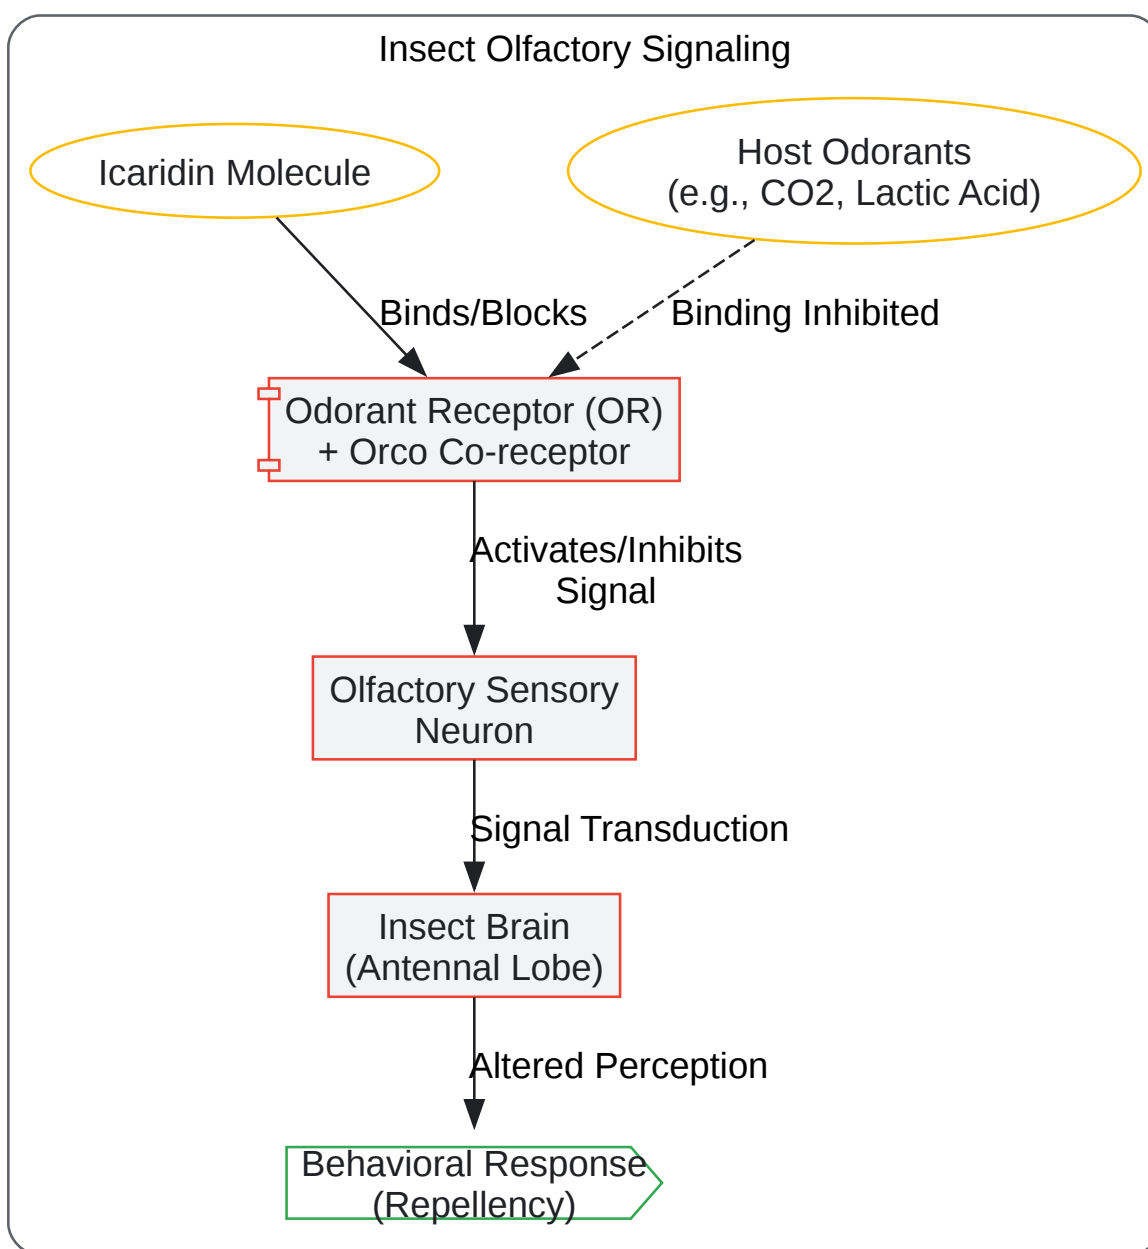 Insect Olfactory Signaling
Icaridin Molecule
Host Odorants
(e.g., CO2, Lactic Acid)
Binds/Blocks
Binding Inhibited
Odorant Receptor (OR)
+ Orco Co-receptor
Activates/Inhibits
Signal
Olfactory Sensory
Neuron
Signal Transduction
Insect Brain
(Antennal Lobe)
Altered Perception
Behavioral Response
(Repellency)